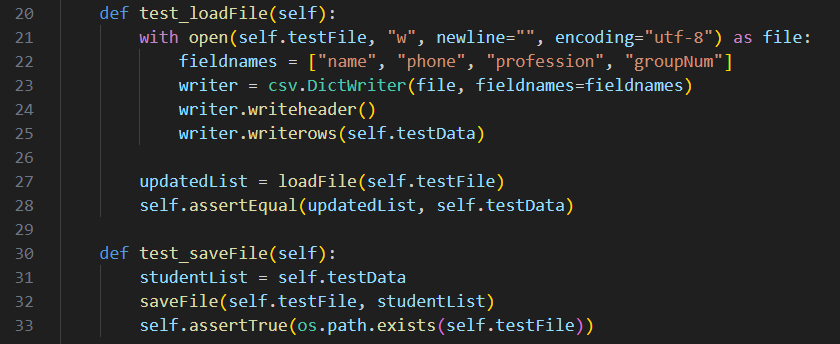 20 def test_loadFile(self):
21 with open(self.testFile, "w", newline="", encoding="utf-8") as file:
22 fieldnames = ["name", "phone", "profession", "groupNum"]
23 writer = csv.DictWriter(file, fieldnames=fieldnames)
24 writer.writeheader()
25 writer.writerows(self.testData)
26
27 updatedList = loadFile(self.testFile)
28 self.assertEqual(updatedList, self.testData)
29
30 def test_saveFile(self):
31 studentList = self.testData
32 saveFile(self.testFile, studentList)
33 self.assertTrue(os.path.exists(self.testFile))